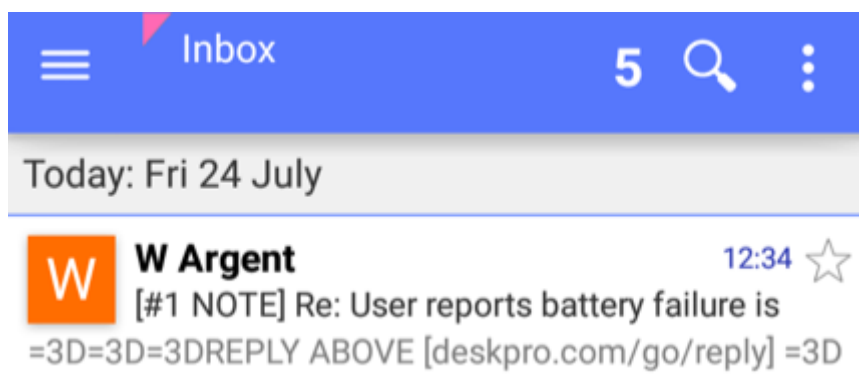 Inbox
5
Today: Fri 24 July
W
W Argent
12:34
[#1 NOTE] Re: User reports battery failure is
=3D=3D=3DREPLY ABOVE [deskpro.com/go/reply] =3D